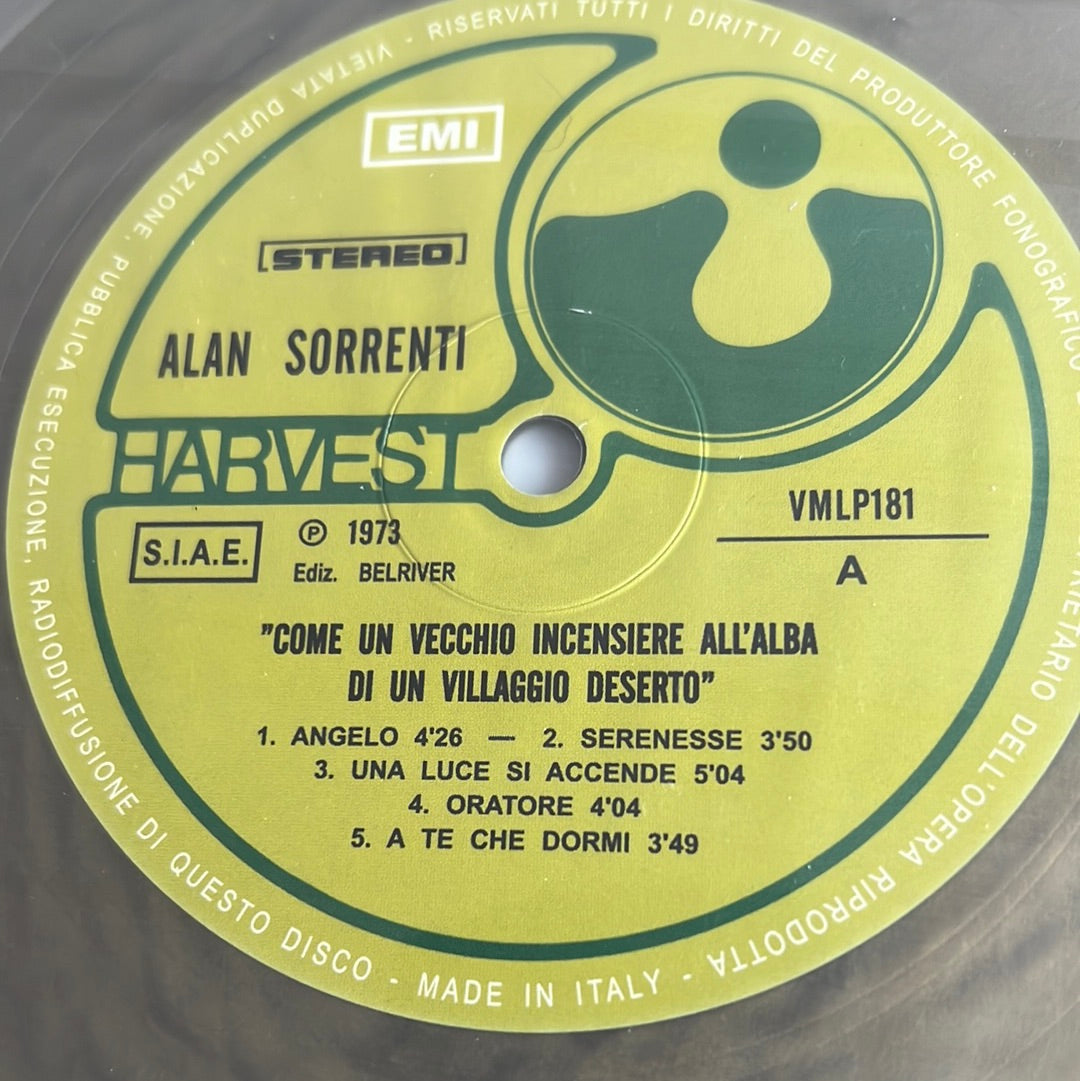 RISERVATI TUTTI I DIRITTI DEL PRODUTTORE FONOGRAFICO
PRIETARIO DELL'OPERA RIPRODOTTA - MADE IN ITALY -
VIETATA DUPLICAZIONE, PUBBLICA ESECUZIONE, RADIODIFFUSIONE DI QUESTO DISCO -
EMI
STEREO
ALAN SORRENTI
HARVEST
VMLP181
A
S.I.A.E.
℗ 1973
Ediz. BELRIVER
"COME UN VECCHIO INCENSIERE ALL'ALBA
DI UN VILLAGGIO DESERTO"
1. ANGELO 4'26 — 2. SERENESSE 3'50
3. UNA LUCE SI ACCENDE 5'04
4. ORATORE 4'04
5. A TE CHE DORMI 3'49